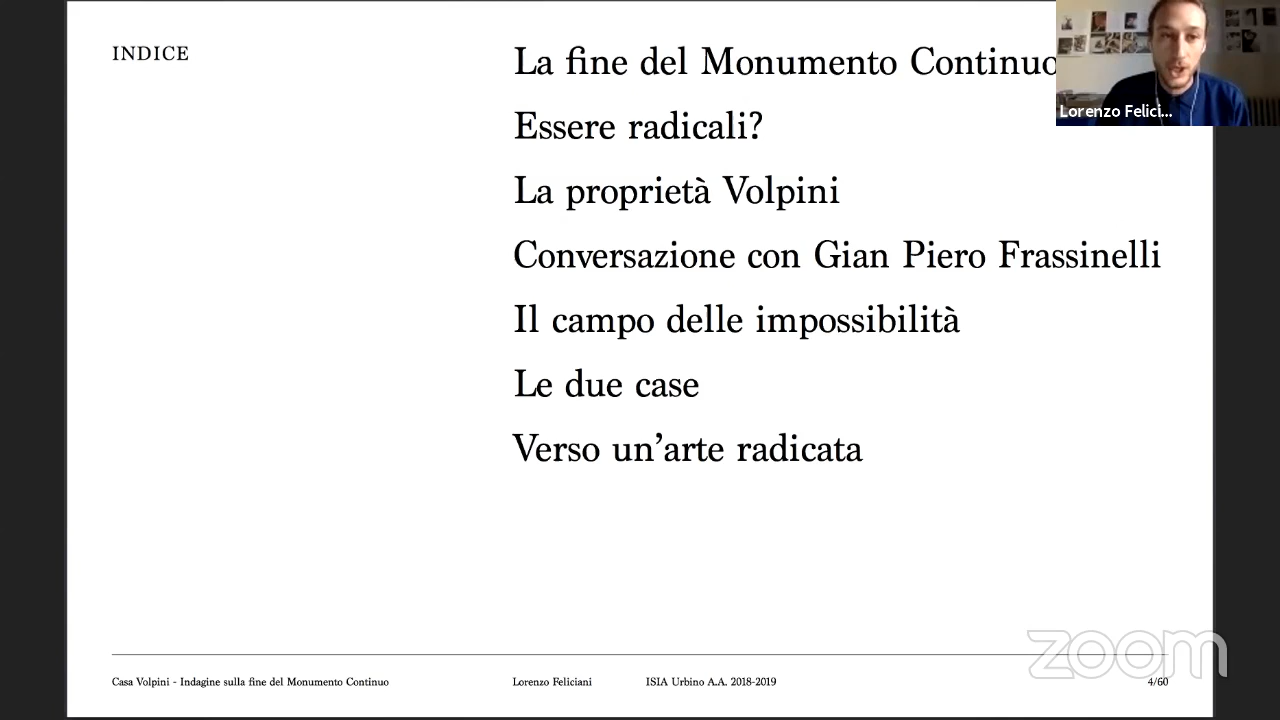 INDICE
La fine del Monumento Continuo
Essere radicali?
La proprietà Volpini
Conversazione con Gian Piero Frassinelli
Il campo delle impossibilità
Le due case
Verso un’arte radicata
Lorenzo Felici...
zoom
Casa Volpini - Indagine sulla fine del Monumento Continuo
Lorenzo Feliciani
ISIA Urbino A.A. 2018-2019
4/60